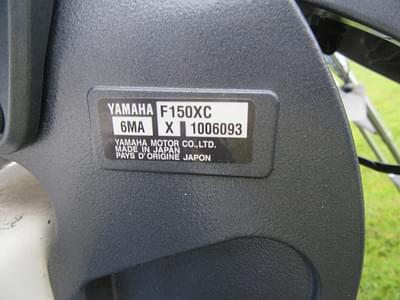 YAMAHA F150XC
6MA X 1006093
YAMAHA MOTOR CO.,LTD.
MADE IN JAPAN
PAYS D'ORIGINE JAPON